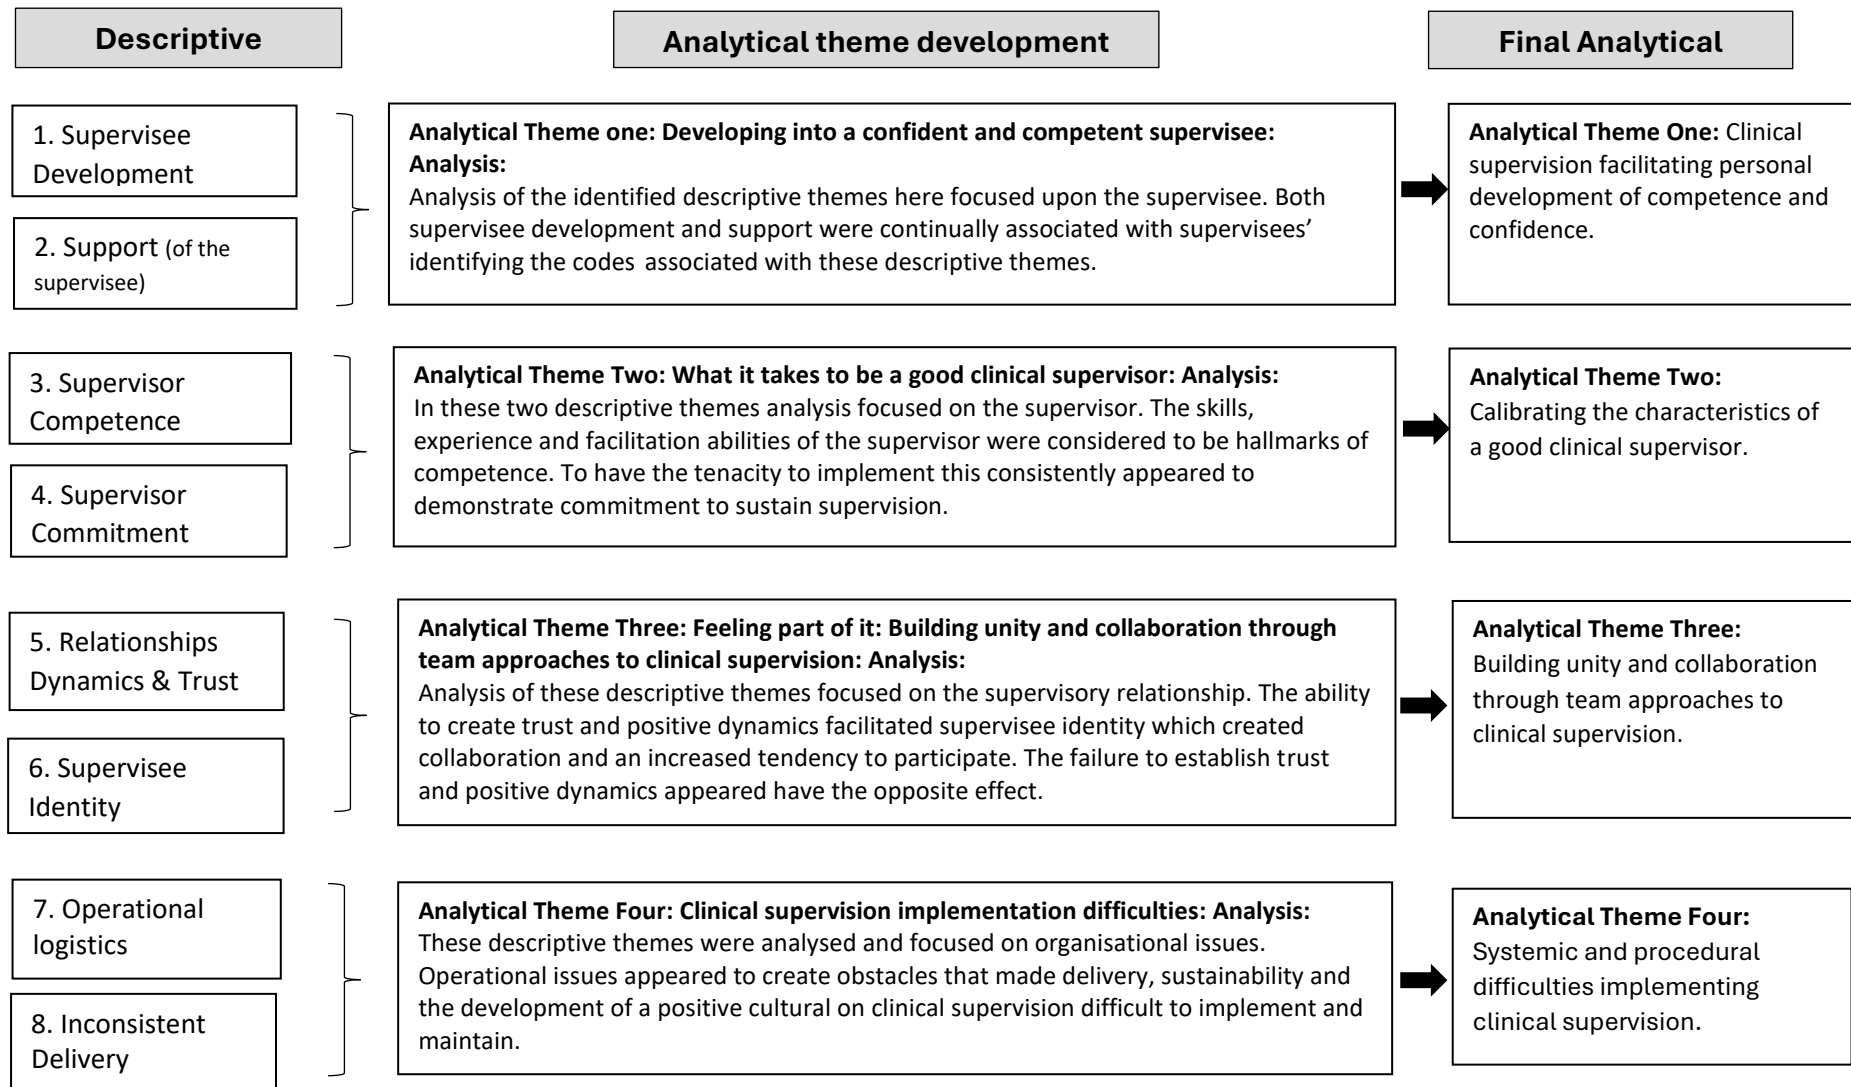 Descriptive
Analytical theme development
Final Analytical
1. Supervisee
Development
2. Support (of the
supervisee)
Analytical Theme one: Developing into a confident and competent supervisee:
Analysis:
Analysis of the identified descriptive themes here focused upon the supervisee. Both
supervisee development and support were continually associated with supervisees’
identifying the codes associated with these descriptive themes.
Analytical Theme One: Clinical
supervision facilitating personal
development of competence and
confidence.
3. Supervisor
Competence
4. Supervisor
Commitment
Analytical Theme Two: What it takes to be a good clinical supervisor: Analysis:
In these two descriptive themes analysis focused on the supervisor. The skills,
experience and facilitation abilities of the supervisor were considered to be hallmarks of
competence. To have the tenacity to implement this consistently appeared to
demonstrate commitment to sustain supervision.
Analytical Theme Two:
Calibrating the characteristics of
a good clinical supervisor.
5. Relationships
Dynamics & Trust
6. Supervisee
Identity
Analytical Theme Three: Feeling part of it: Building unity and collaboration through
team approaches to clinical supervision: Analysis:
Analysis of these descriptive themes focused on the supervisory relationship. The ability
to create trust and positive dynamics facilitated supervisee identity which created
collaboration and an increased tendency to participate. The failure to establish trust
and positive dynamics appeared have the opposite effect.
Analytical Theme Three:
Building unity and collaboration
through team approaches to
clinical supervision.
7. Operational
logistics
8. Inconsistent
Delivery
Analytical Theme Four: Clinical supervision implementation difficulties: Analysis:
These descriptive themes were analysed and focused on organisational issues.
Operational issues appeared to create obstacles that made delivery, sustainability and
the development of a positive cultural on clinical supervision difficult to implement and
maintain.
Analytical Theme Four:
Systemic and procedural
difficulties implementing
clinical supervision.